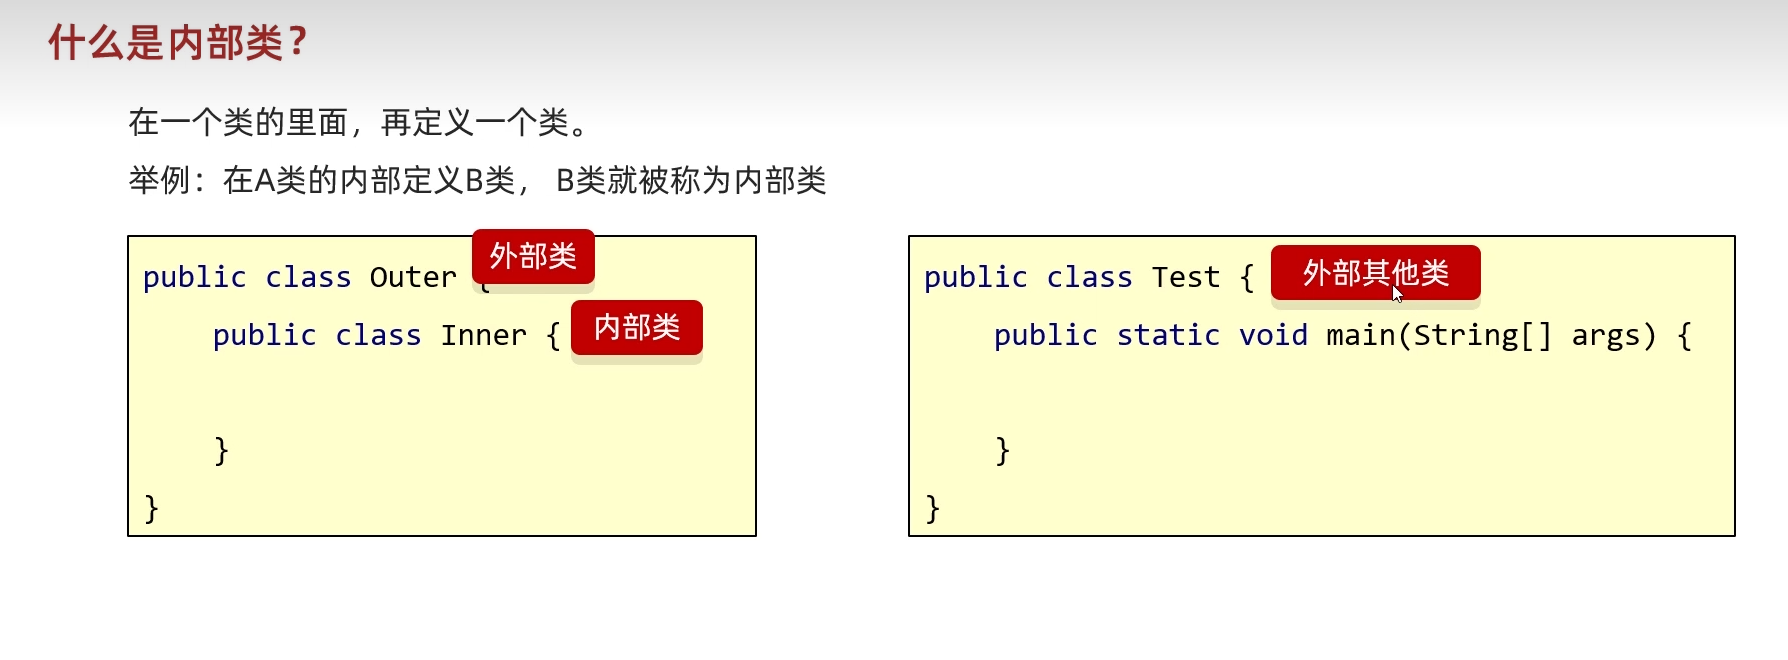 什么是内部类？
在一个类的里面，再定义一个类。
举例：在A类的内部定义B类， B类就被称为内部类
public class Outer {
外部类
public class Inner {
内部类
}
}
public class Test {
外部其他类
public static void main(String[] args) {
}
}